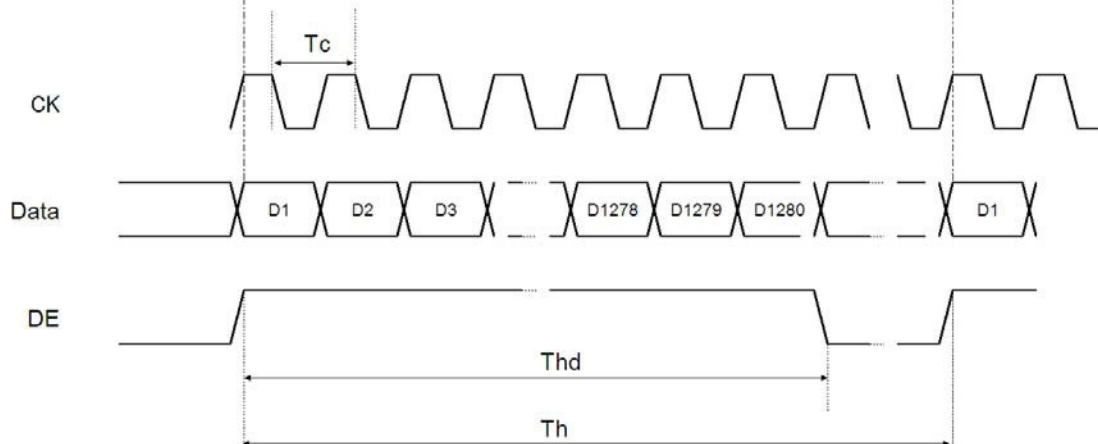 Tc
CK
Data D1 D2 D3 D1278 D1279 D1280 D1
DE
Thd
Th